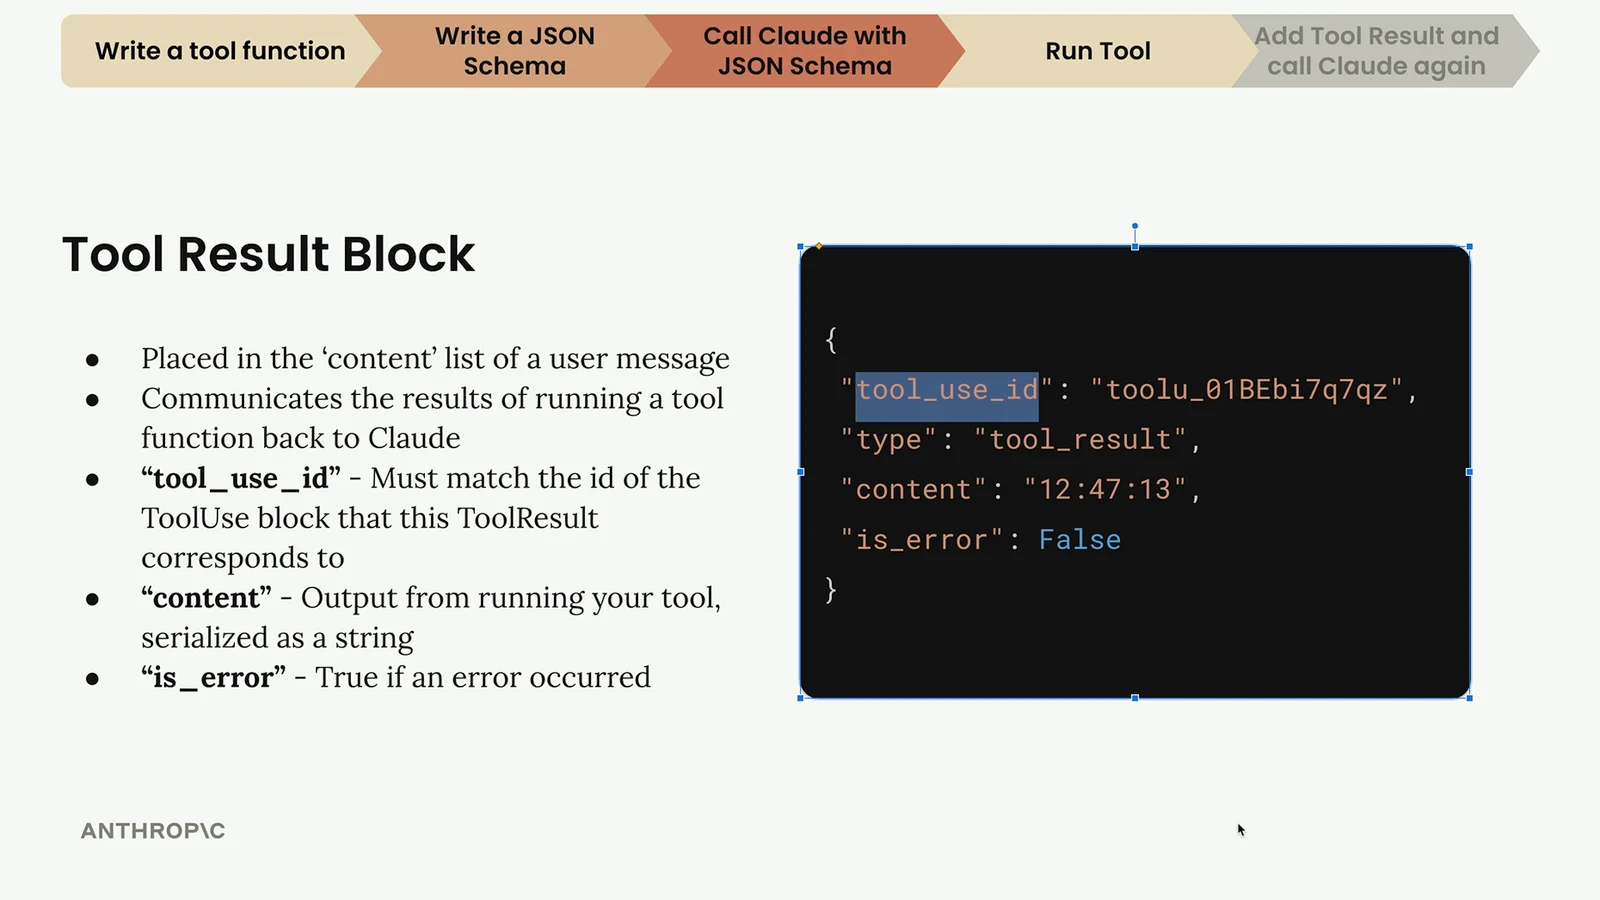 Write a tool function
Write a JSON
Schema
Call Claude with
JSON Schema
Run Tool
Add Tool Result and
call Claude again
Tool Result Block
● Placed in the ‘content’ list of a user message
● Communicates the results of running a tool
function back to Claude
● “tool_use_id” - Must match the id of the
ToolUse block that this ToolResult
corresponds to
● “content” - Output from running your tool,
serialized as a string
● “is_error” - True if an error occurred
{
"tool_use_id": "toolu_01BEbi7q7qz",
"type": "tool_result",
"content": "12:47:13",
"is_error": False
}
ANTHROP\C